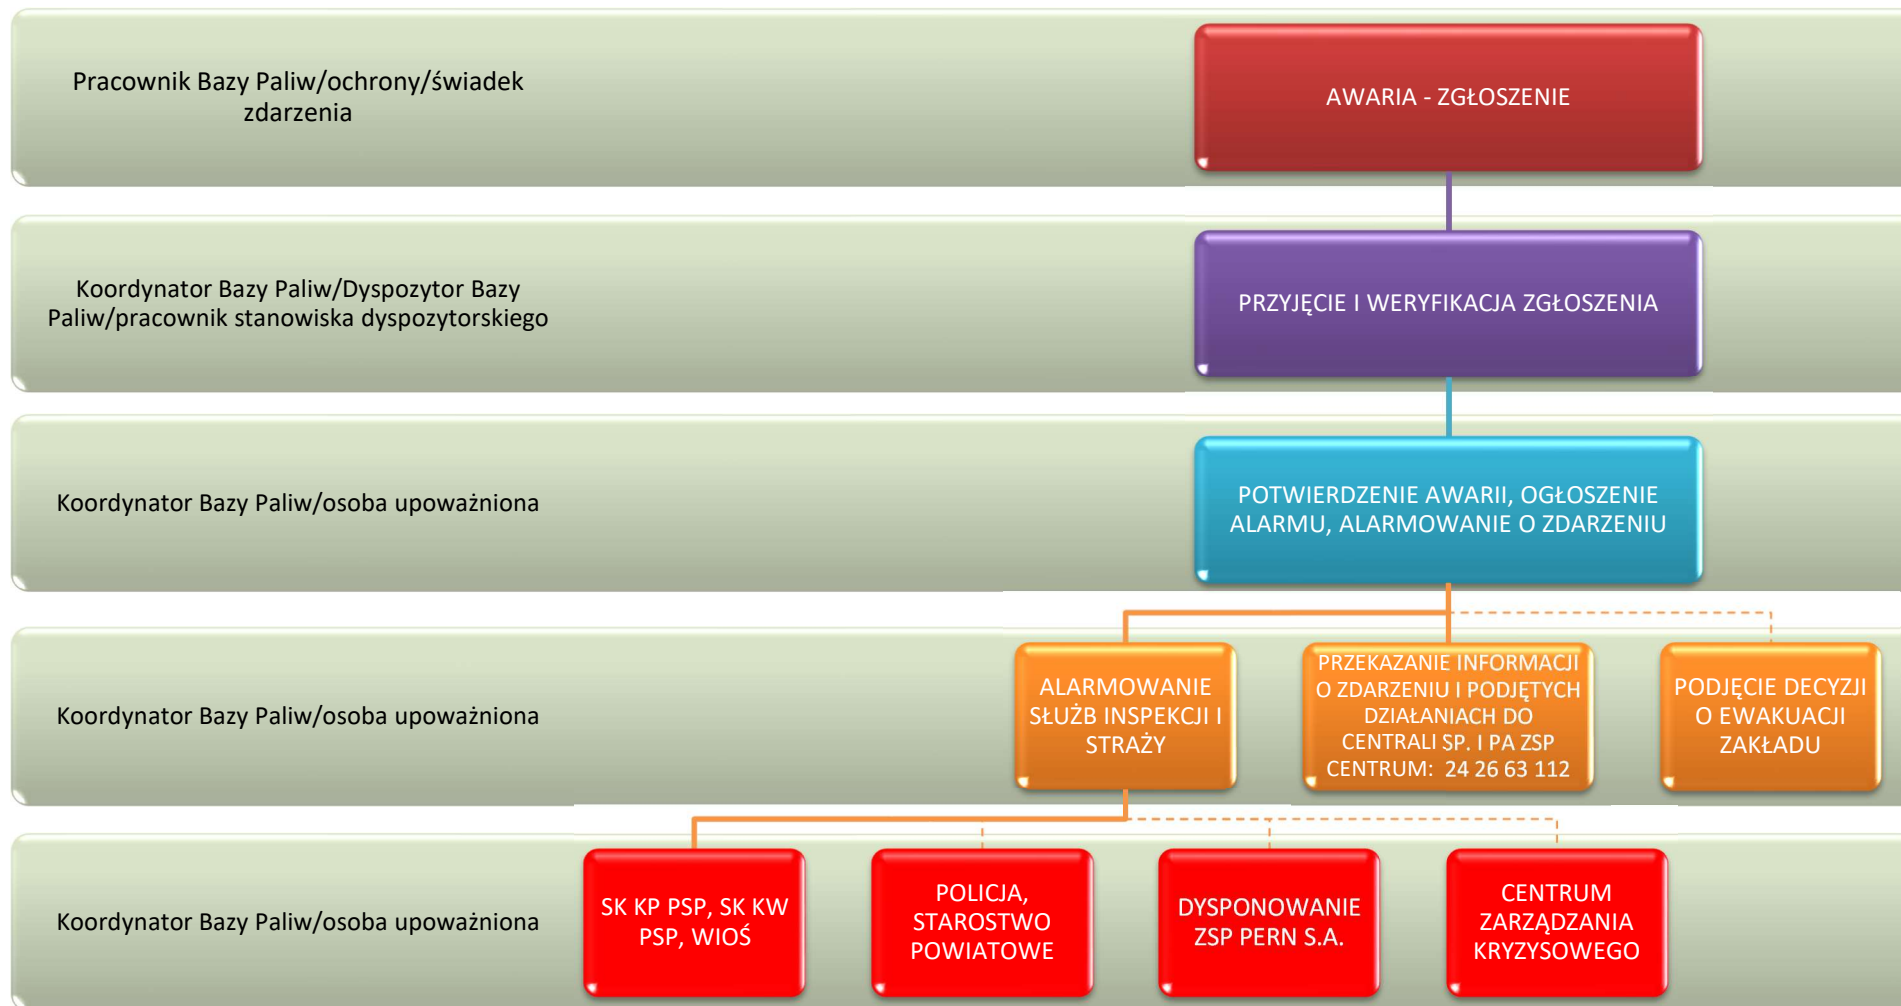 Pracownik Bazy Paliw/ochrony/świadek
zdarzenia
AWARIA - ZGŁOSZENIE
Koordynator Bazy Paliw/Dyspozytor Bazy
Paliw/pracownik stanowiska dyspozytorskiego
PRZYJĘCIE I WERYFIKACJA ZGŁOSZENIA
Koordynator Bazy Paliw/osoba upoważniona
POTWIERDZENIE AWARII, OGŁOSZENIE
ALARMU, ALARMOWANIE O ZDARZENIU
Koordynator Bazy Paliw/osoba upoważniona
ALARMOWANIE
SŁUŻB INSPEKCJI I
STRAŻY
PRZEKAZANIE INFORMACJI
O ZDARZENIU I PODJĘTYCH
DZIAŁANIACH DO
CENTRALI SP. I PA ZSP
CENTRUM: 24 26 63 112
PODJĘCIE DECYZJI
O EWAKUACJI
ZAKŁADU
Koordynator Bazy Paliw/osoba upoważniona
SK KP PSP, SK KW
PSP, WIOŚ
POLICJA,
STAROSTWO
POWIATOWE
DYSPONOWANIE
ZSP PERN S.A.
CENTRUM
ZARZĄDZANIA
KRYZYSOWEGO